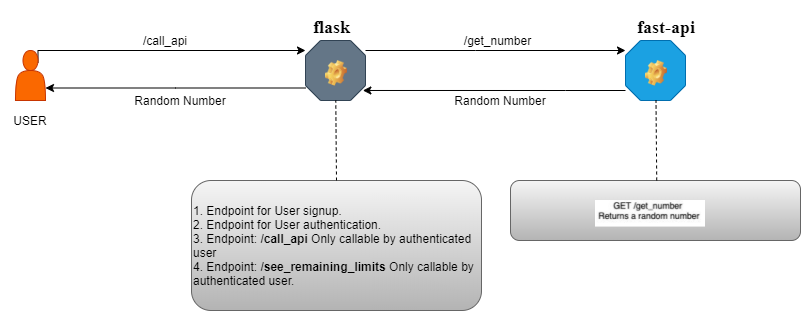 flask
fast-api
/call_api
/get_number
Random Number
Random Number
USER
1. Endpoint for User signup.
2. Endpoint for User authentication.
3. Endpoint: /call_api Only callable by authenticated
user
4. Endpoint: /see_remaining_limits Only callable by
authenticated user.
GET /get_number
Returns a random number